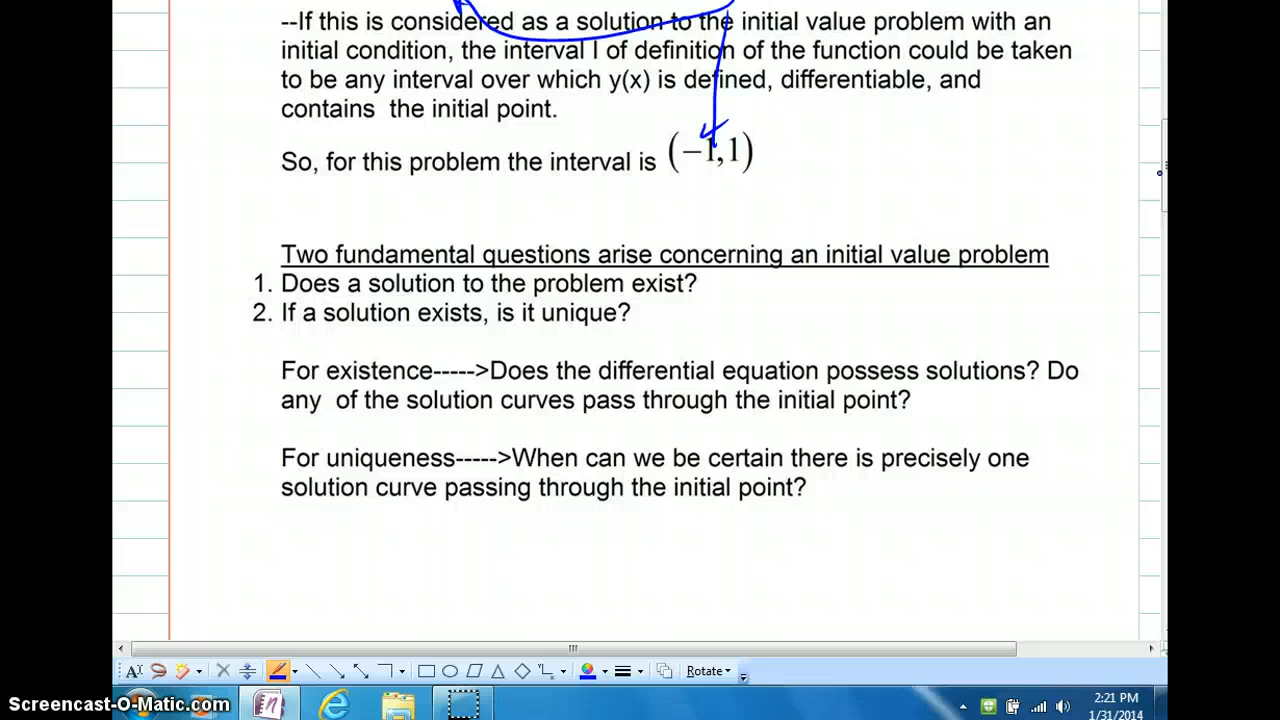 --If this is considered as a solution to the initial value problem with an
initial condition, the interval I of definition of the function could be taken
to be any interval over which y(x) is defined, differentiable, and
contains the initial point.
So, for this problem the interval is (−1,1)
Two fundamental questions arise concerning an initial value problem
1. Does a solution to the problem exist?
2. If a solution exists, is it unique?
For existence----->Does the differential equation possess solutions? Do
any of the solution curves pass through the initial point?
For uniqueness----->When can we be certain there is precisely one
solution curve passing through the initial point?
Rotate
Screencast-O-Matic.com
2:21 PM
1/31/2014